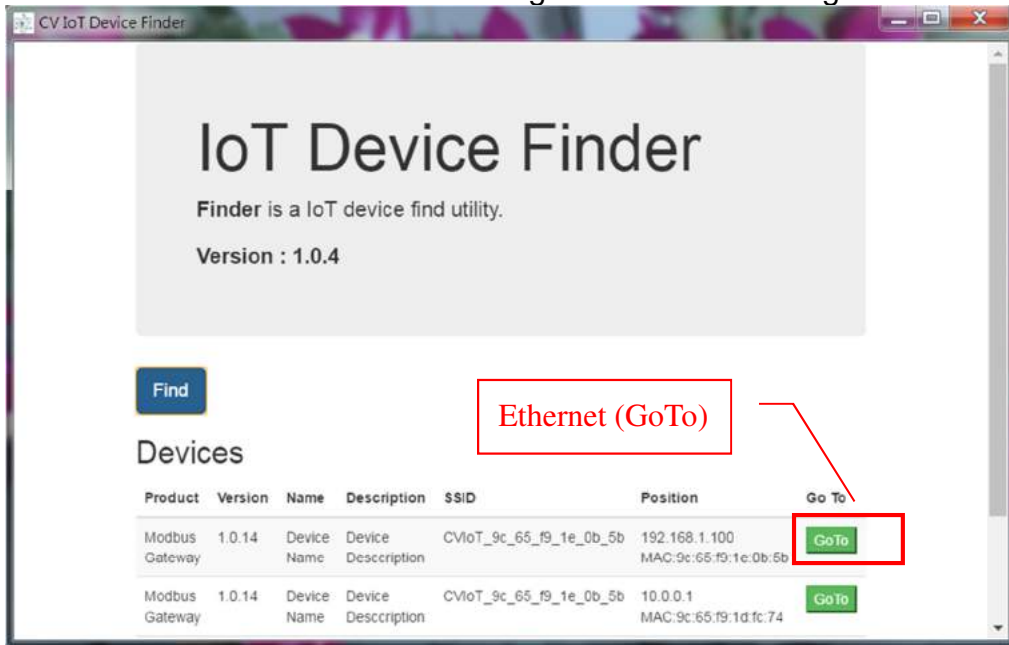 CV IoT Device Finder
IoT Device Finder
Finder is a IoT device find utility.
Version : 1.0.4
Find
Ethernet (GoTo)
Devices
Product Version Name Description SSID Position Go To
Modbus 1.0.14 Device Device CVIoT_9c_65_f9_1e_0b_5b 192.168.1.100 GoTo
Gateway Name Desccription MAC:9c:65:f9:1e:0b:5b
Modbus 1.0.14 Device Device CVIoT_9c_65_f9_1e_0b_5b 10.0.0.1 GoTo
Gateway Name Desccription MAC:9c:65:f9:1d:fc:74